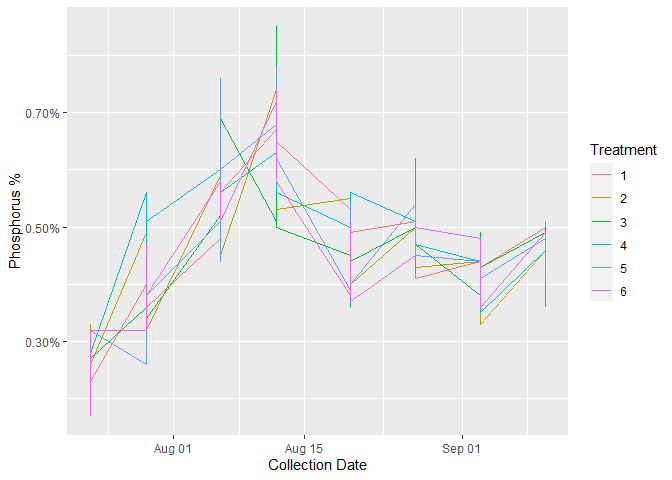 0.70%
0.50%
0.30%
Phosphorus %
Aug 01
Aug 15
Sep 01
Collection Date
Treatment
1
2
3
4
5
6